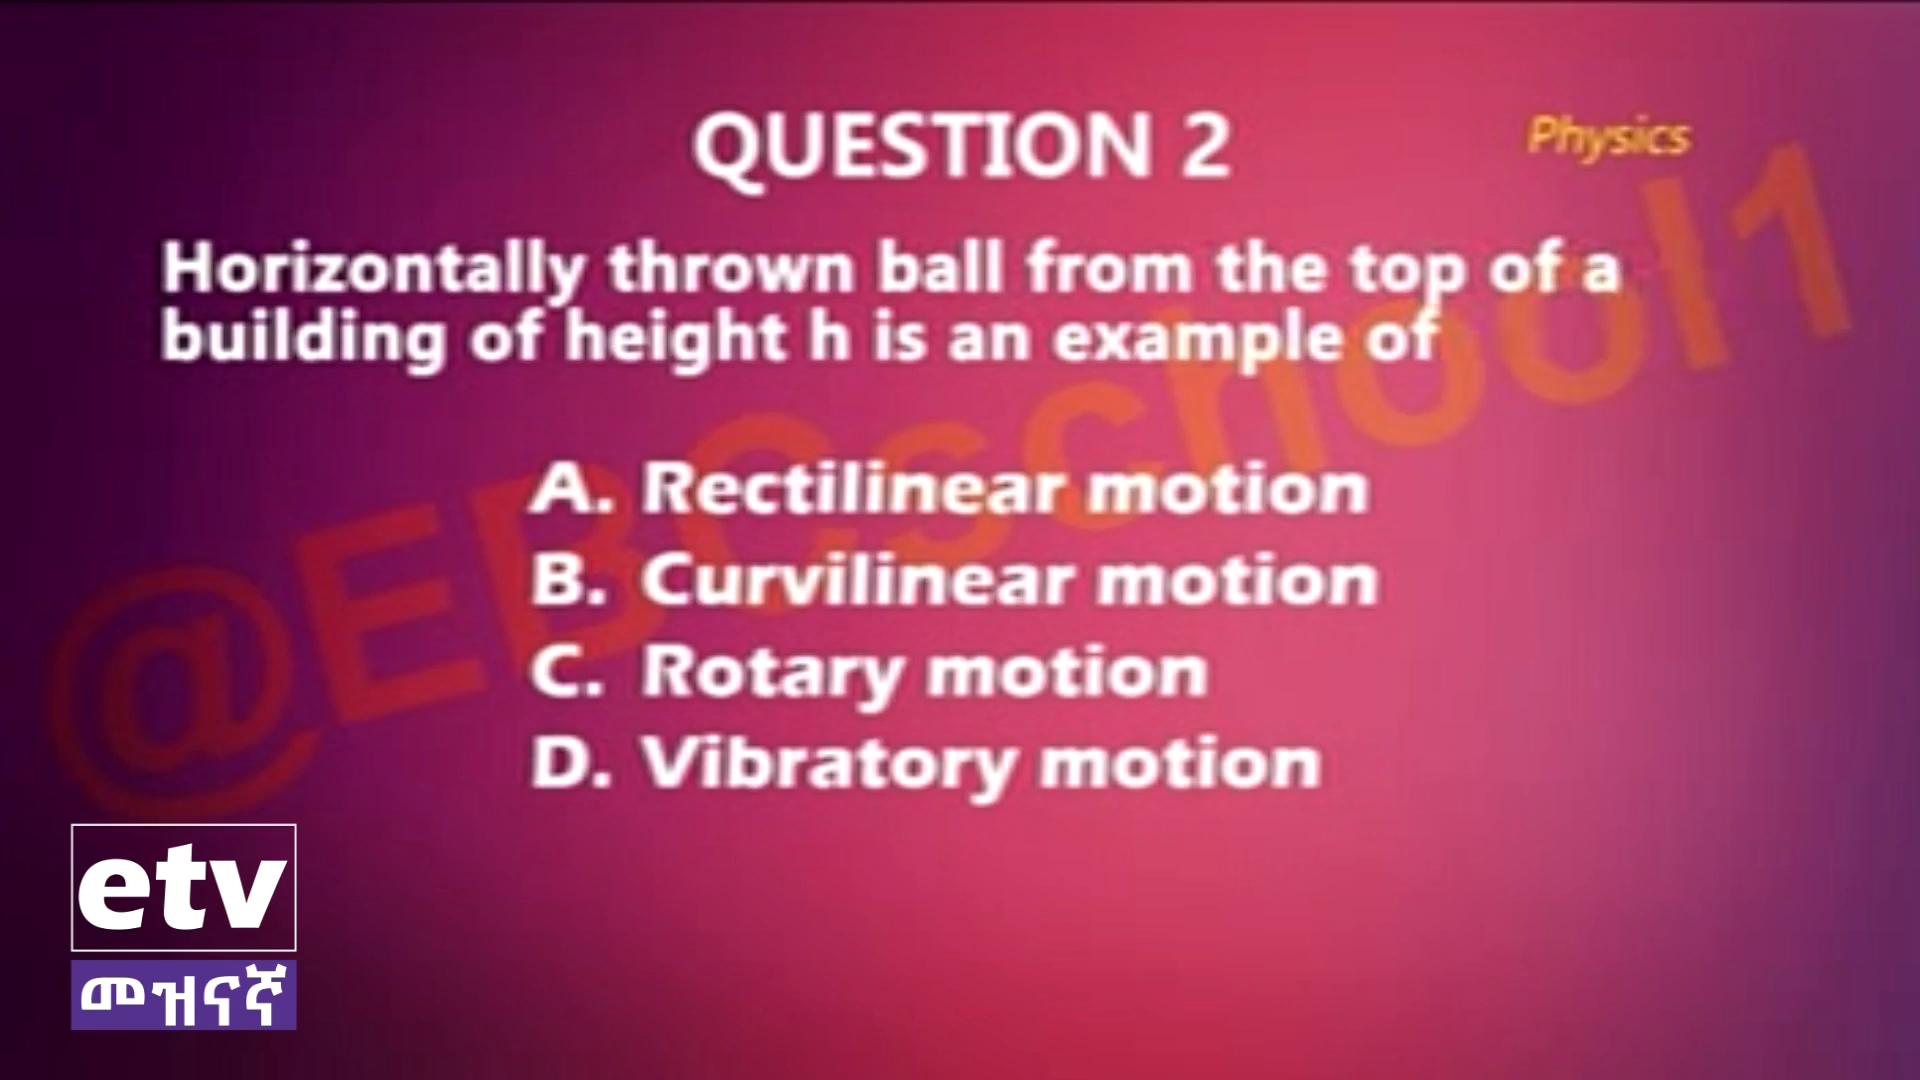 QUESTION 2
Physics
Horizontally thrown ball from the top of a
building of height h is an example of
A. Rectilinear motion
B. Curvilinear motion
C. Rotary motion
D. Vibratory motion
@EBCschool1
etv
መዝናኛ